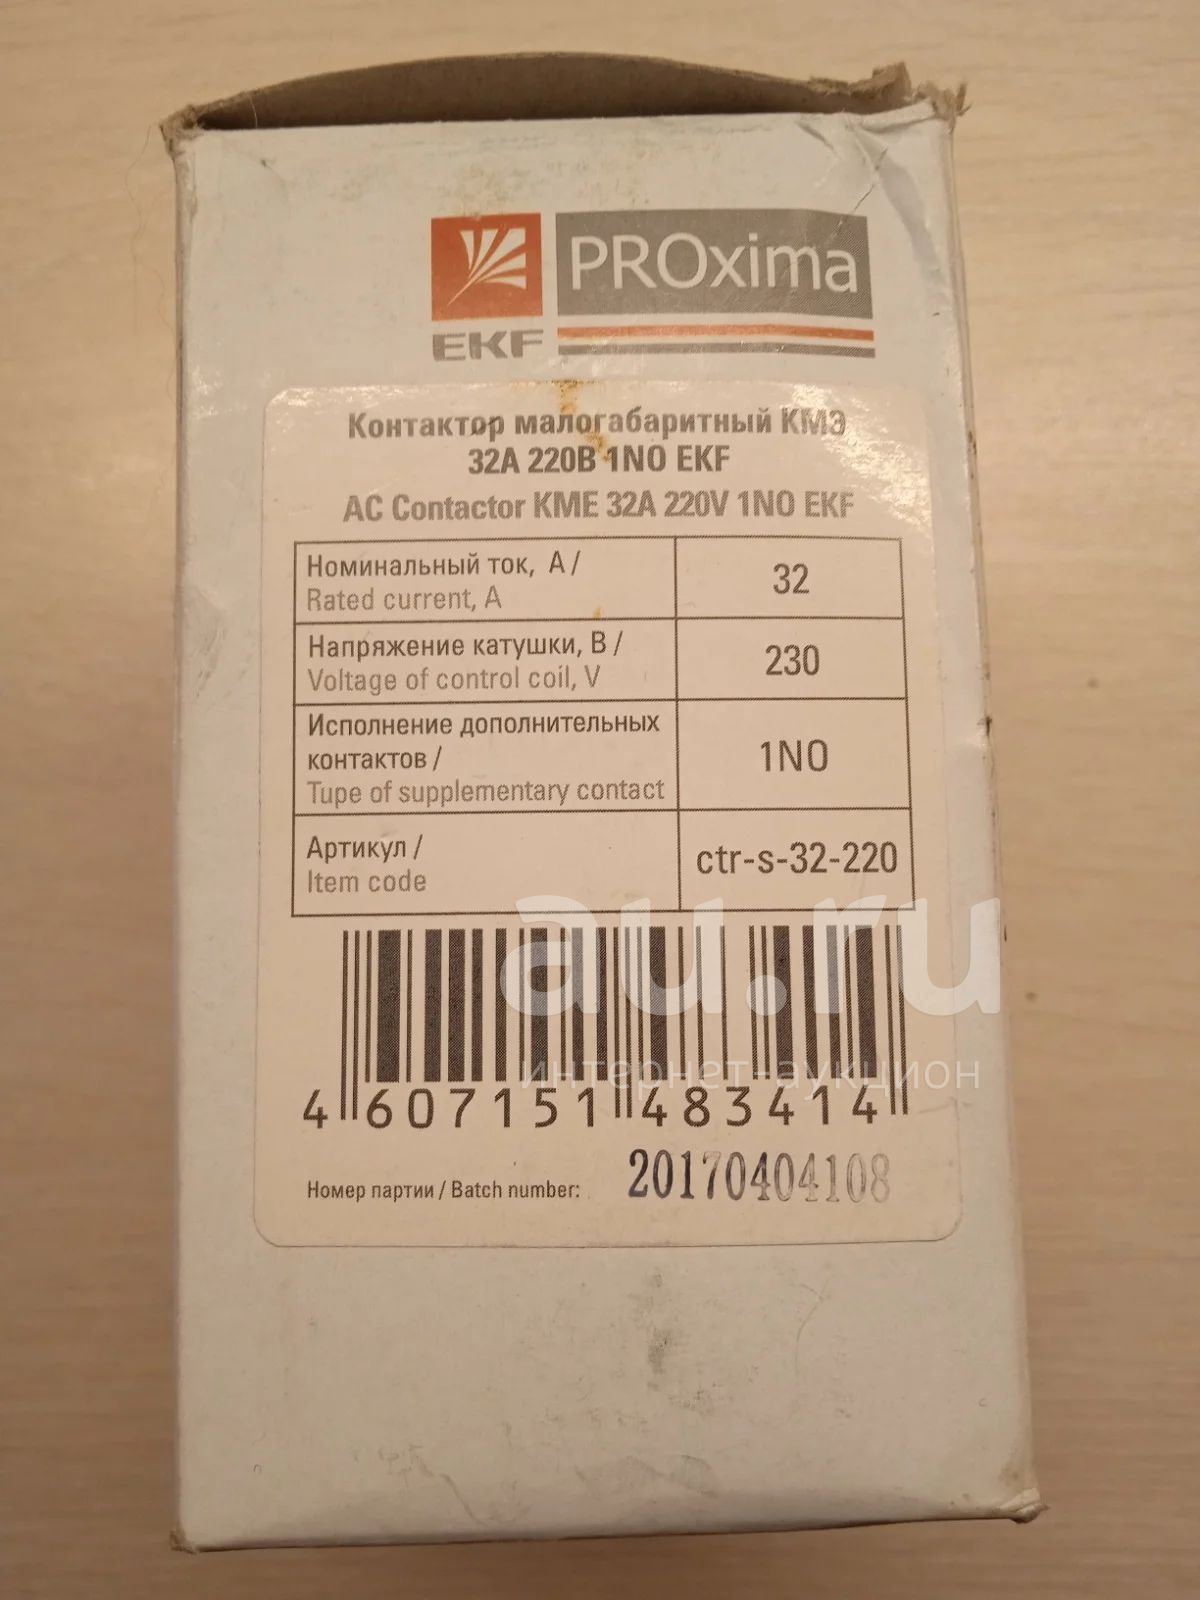 PROxima
EKF
Контактор малогабаритный КМЭ
32А 220В 1NO EKF
AC Contactor KME 32A 220V 1NO EKF
Номинальный ток, А /
Rated current, A
32
Напряжение катушки, В /
Voltage of control coil, V
230
Исполнение дополнительных
контактов /
Tupe of supplementary contact
1NO
Артикул /
Item code
ctr-s-32-220
au.ru
интернет-аукцион
4 607151 483414
Номер партии / Batch number: 20170404108